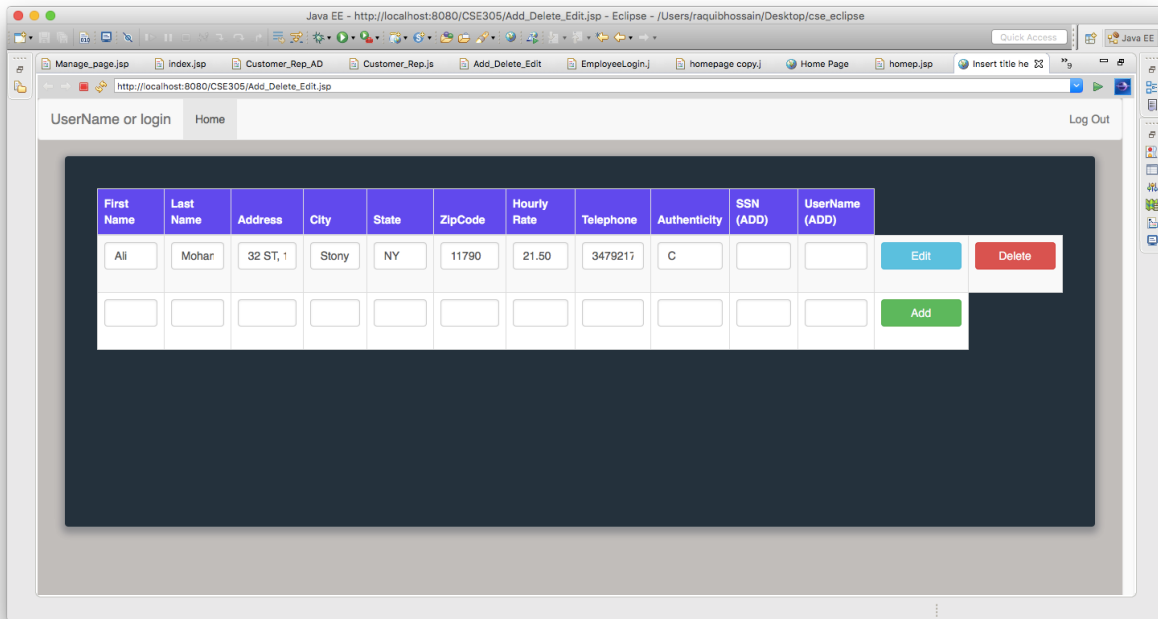 Java EE - http://localhost:8080/CSE305/Add_Delete_Edit.jsp - Eclipse - /Users/raquibhossain/Desktop/cse_eclipse
Quick Access
Java EE
Manage_page.jsp index.jsp Customer_Rep_AD Customer_Rep.js Add_Delete_Edit EmployeeLogin.j homepage copy.j Home Page homep.jsp Insert title he »9
http://localhost:8080/CSE305/Add_Delete_Edit.jsp
UserName or login Home Log Out
First Name Last Name Address City State ZipCode Hourly Rate Telephone Authenticity SSN (ADD) UserName (ADD)
Ali Mohan 32 ST, 1 Stony NY 11790 21.50 3479217 C Edit Delete
Add